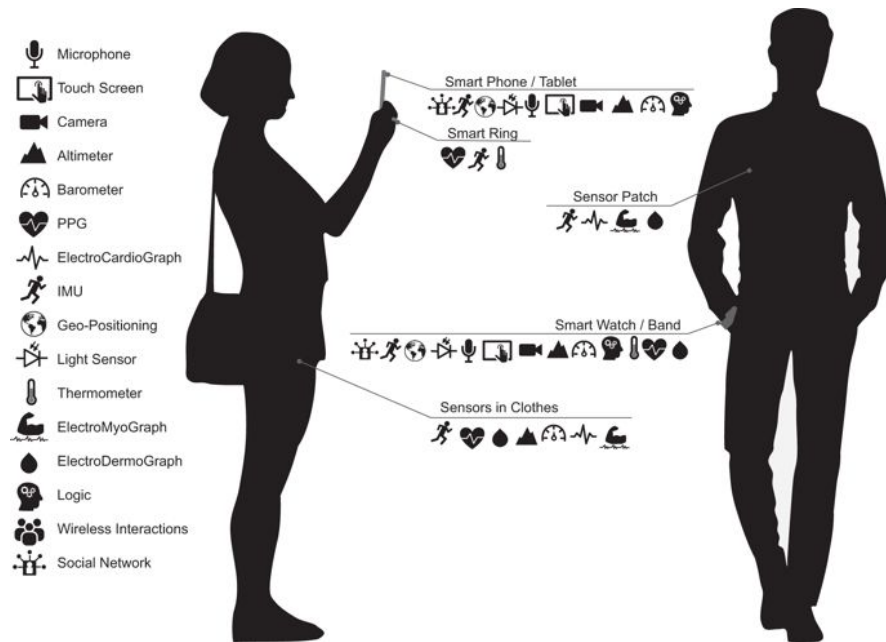 Microphone
Touch Screen
Camera
Altimeter
Barometer
PPG
ElectroCardioGraph
IMU
Geo-Positioning
Light Sensor
Thermometer
ElectroMyoGraph
ElectroDermoGraph
Logic
Wireless Interactions
Social Network
Smart Phone / Tablet
Smart Ring
Sensor Patch
Smart Watch / Band
Sensors in Clothes